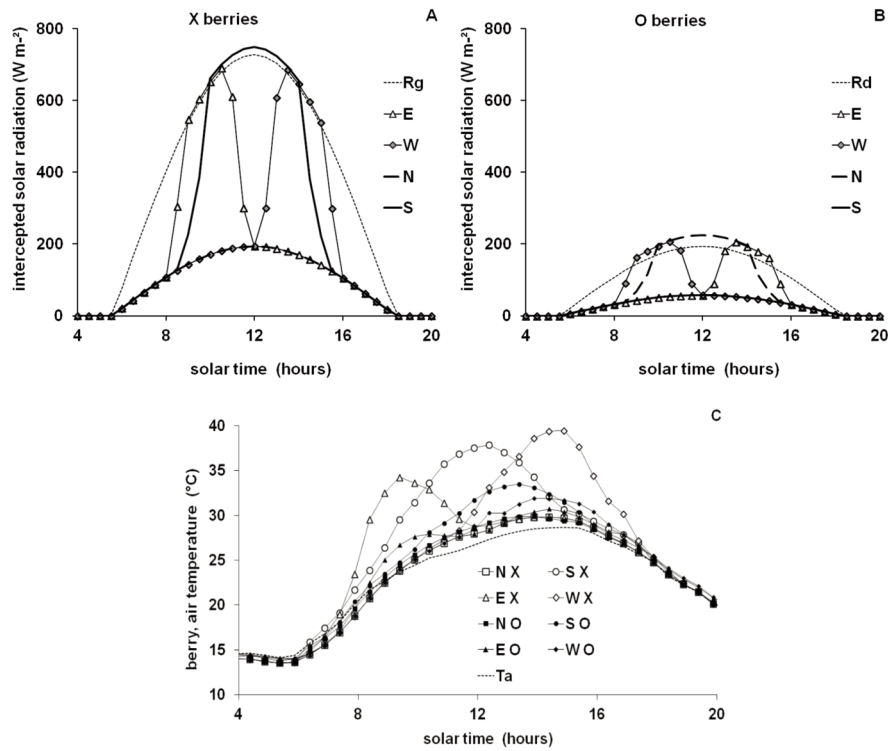 X berries
A
intercepted solar radiation (W m-²)
800
600
400
200
0
4 8 12 16 20
solar time (hours)
Rg
E
W
N
S
O berries
B
intercepted solar radiation (W m-²)
800
600
400
200
0
4 8 12 16 20
solar time (hours)
Rd
E
W
N
S
C
berry, air temperature (°C)
40
35
30
25
20
15
10
4 8 12 16 20
solar time (hours)
N X S X
E X W X
N O S O
E O W O
Ta